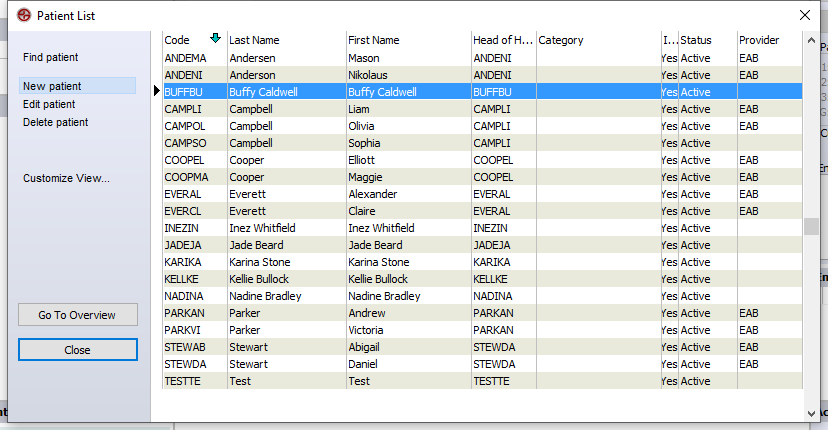 Patient List
Find patient
New patient
Edit patient
Delete patient
Customize View...
Go To Overview
Close
Code Last Name First Name Head of H... Category I... Status Provider
ANDEMA Andersen Mason ANDENI Yes Active EAB
ANDENI Anderson Nikolaus ANDENI Yes Active EAB
BUFFBU Buffy Caldwell Buffy Caldwell BUFFBU Yes Active
CAMPLI Campbell Liam CAMPLI Yes Active EAB
CAMPOL Campbell Olivia CAMPLI Yes Active EAB
CAMPSO Campbell Sophia CAMPLI Yes Active
COOPEL Cooper Elliott COOPEL Yes Active EAB
COOPMA Cooper Maggie COOPEL Yes Active EAB
EVERAL Everett Alexander EVERAL Yes Active EAB
EVERCL Everett Claire EVERAL Yes Active EAB
INEZIN Inez Whitfield Inez Whitfield INEZIN Yes Active
JADEJA Jade Beard Jade Beard JADEJA Yes Active
KARIKA Karina Stone Karina Stone KARIKA Yes Active
KELLKE Kellie Bullock Kellie Bullock KELLKE Yes Active
NADINA Nadine Bradley Nadine Bradley NADINA Yes Active
PARKAN Parker Andrew PARKAN Yes Active EAB
PARKVI Parker Victoria PARKAN Yes Active EAB
STEWAB Stewart Abigail STEWDA Yes Active EAB
STEWDA Stewart Daniel STEWDA Yes Active EAB
TESTTE Test Test TESTTE Yes Active